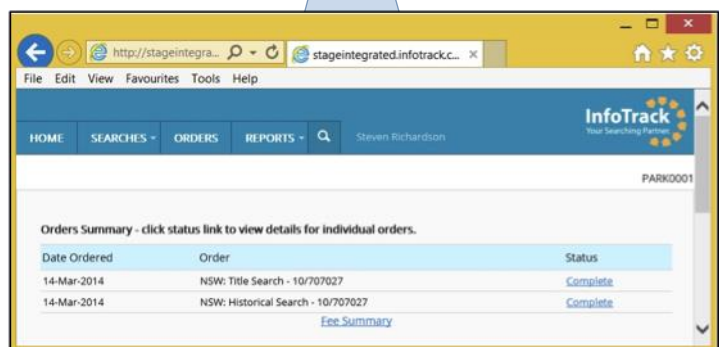 http://stageintegra... stageintegrated.infotrack.c...
File Edit View Favourites Tools Help
InfoTrack
Your Searching Partner
HOME SEARCHES ORDERS REPORTS Steven Richardson
PARK0001
Orders Summary - click status link to view details for individual orders.
Date Ordered Order Status
14-Mar-2014 NSW: Title Search - 10/707027 Complete
14-Mar-2014 NSW: Historical Search - 10/707027 Complete
Fee Summary